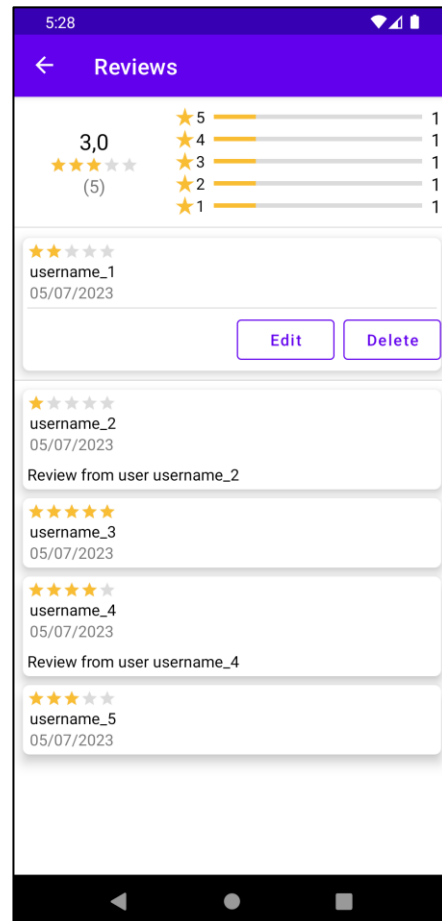 5:28
Reviews
3,0
(5)
5 1
4 1
3 1
2 1
1 1
username_1
05/07/2023
Edit Delete
username_2
05/07/2023
Review from user username_2
username_3
05/07/2023
username_4
05/07/2023
Review from user username_4
username_5
05/07/2023